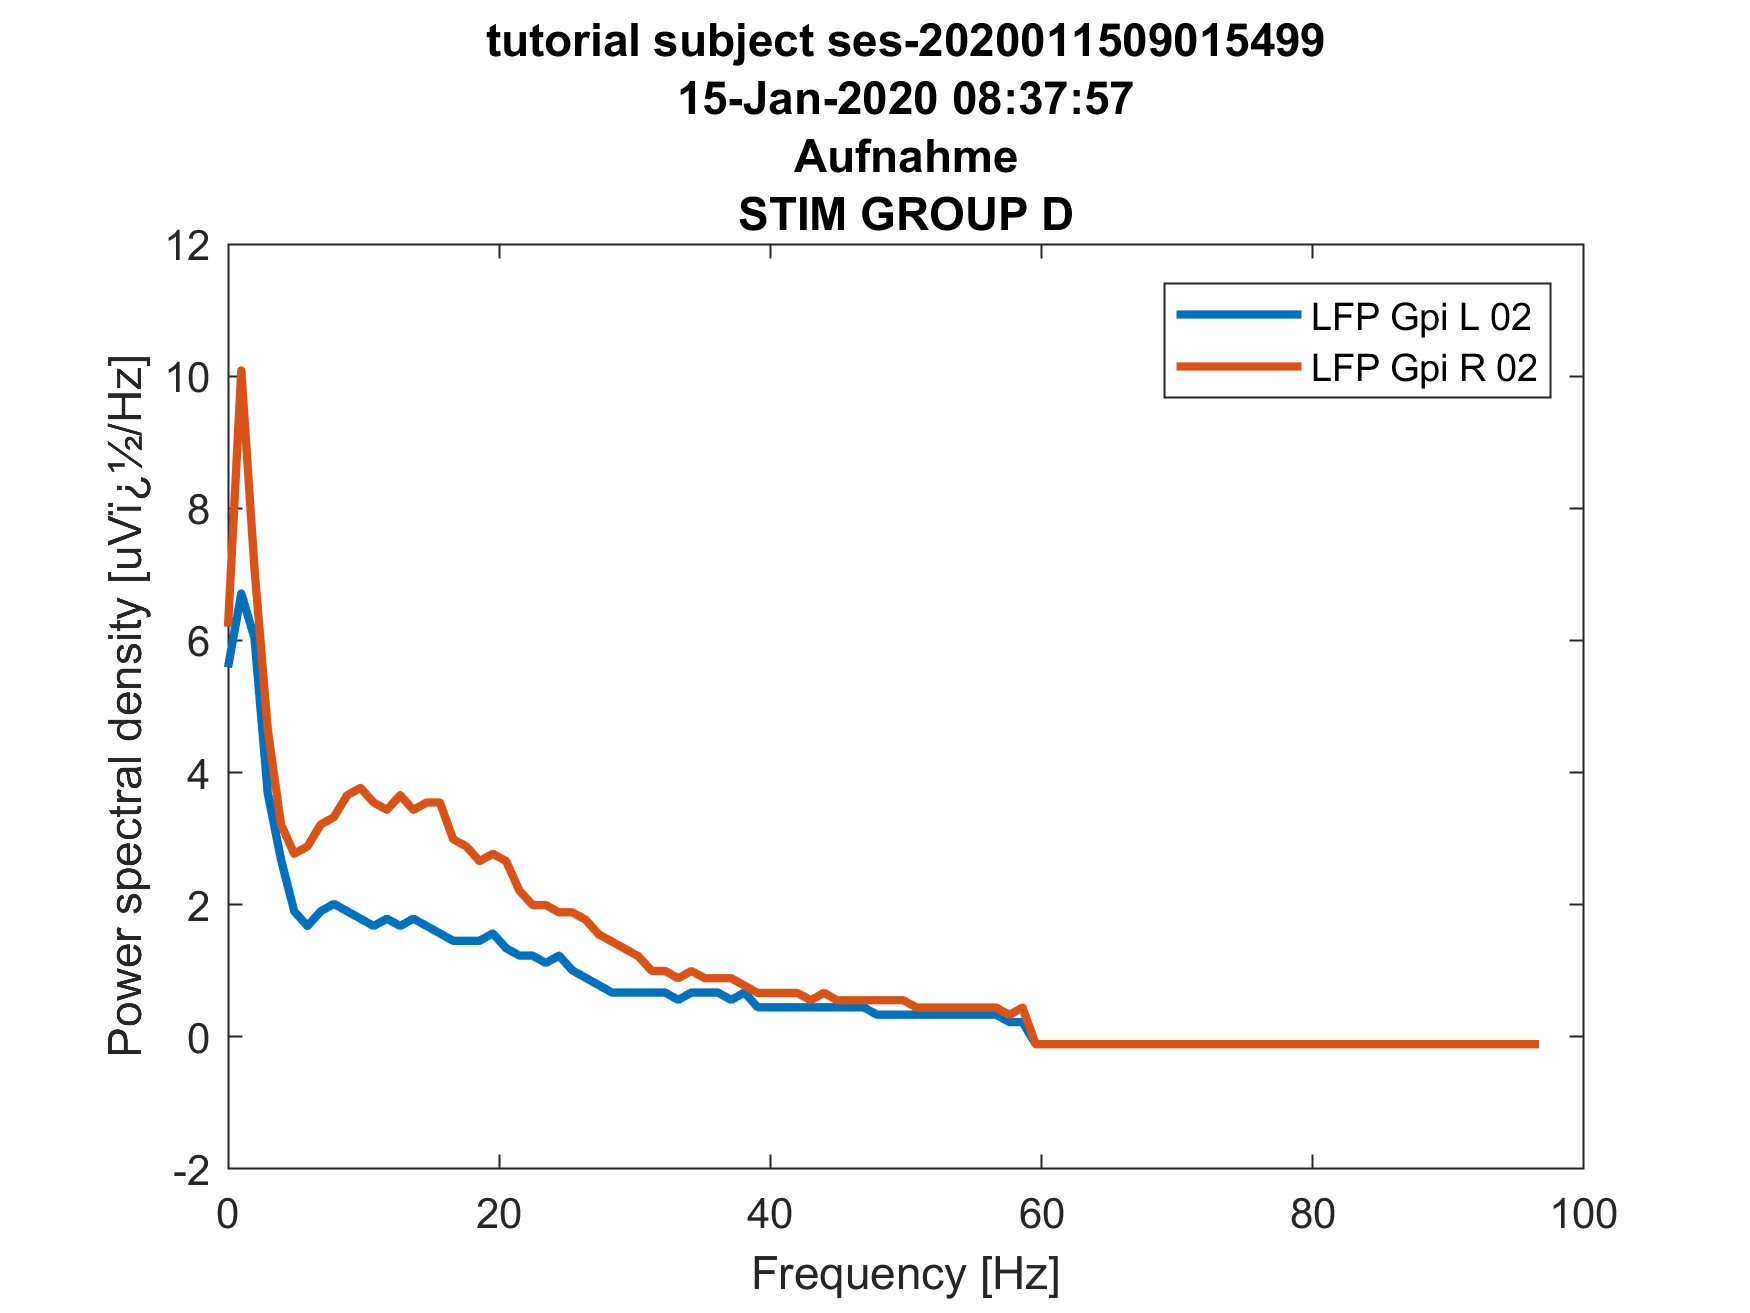 tutorial subject ses-2020011509015499
15-Jan-2020 08:37:57
Aufnahme
STIM GROUP D
12
10
8
6
4
2
0
-2
Power spectral density [uVï¿½/Hz]
LFP Gpi L 02
LFP Gpi R 02
0 20 40 60 80 100
Frequency [Hz]